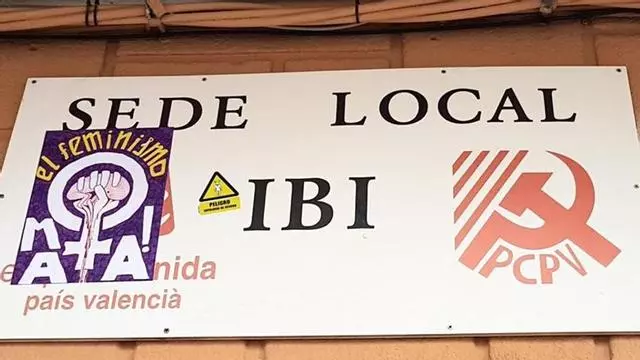 SEDE LOCAL
el feminismo
MATA!
PELIGRO
IBI
nida
país valencià
PCPV